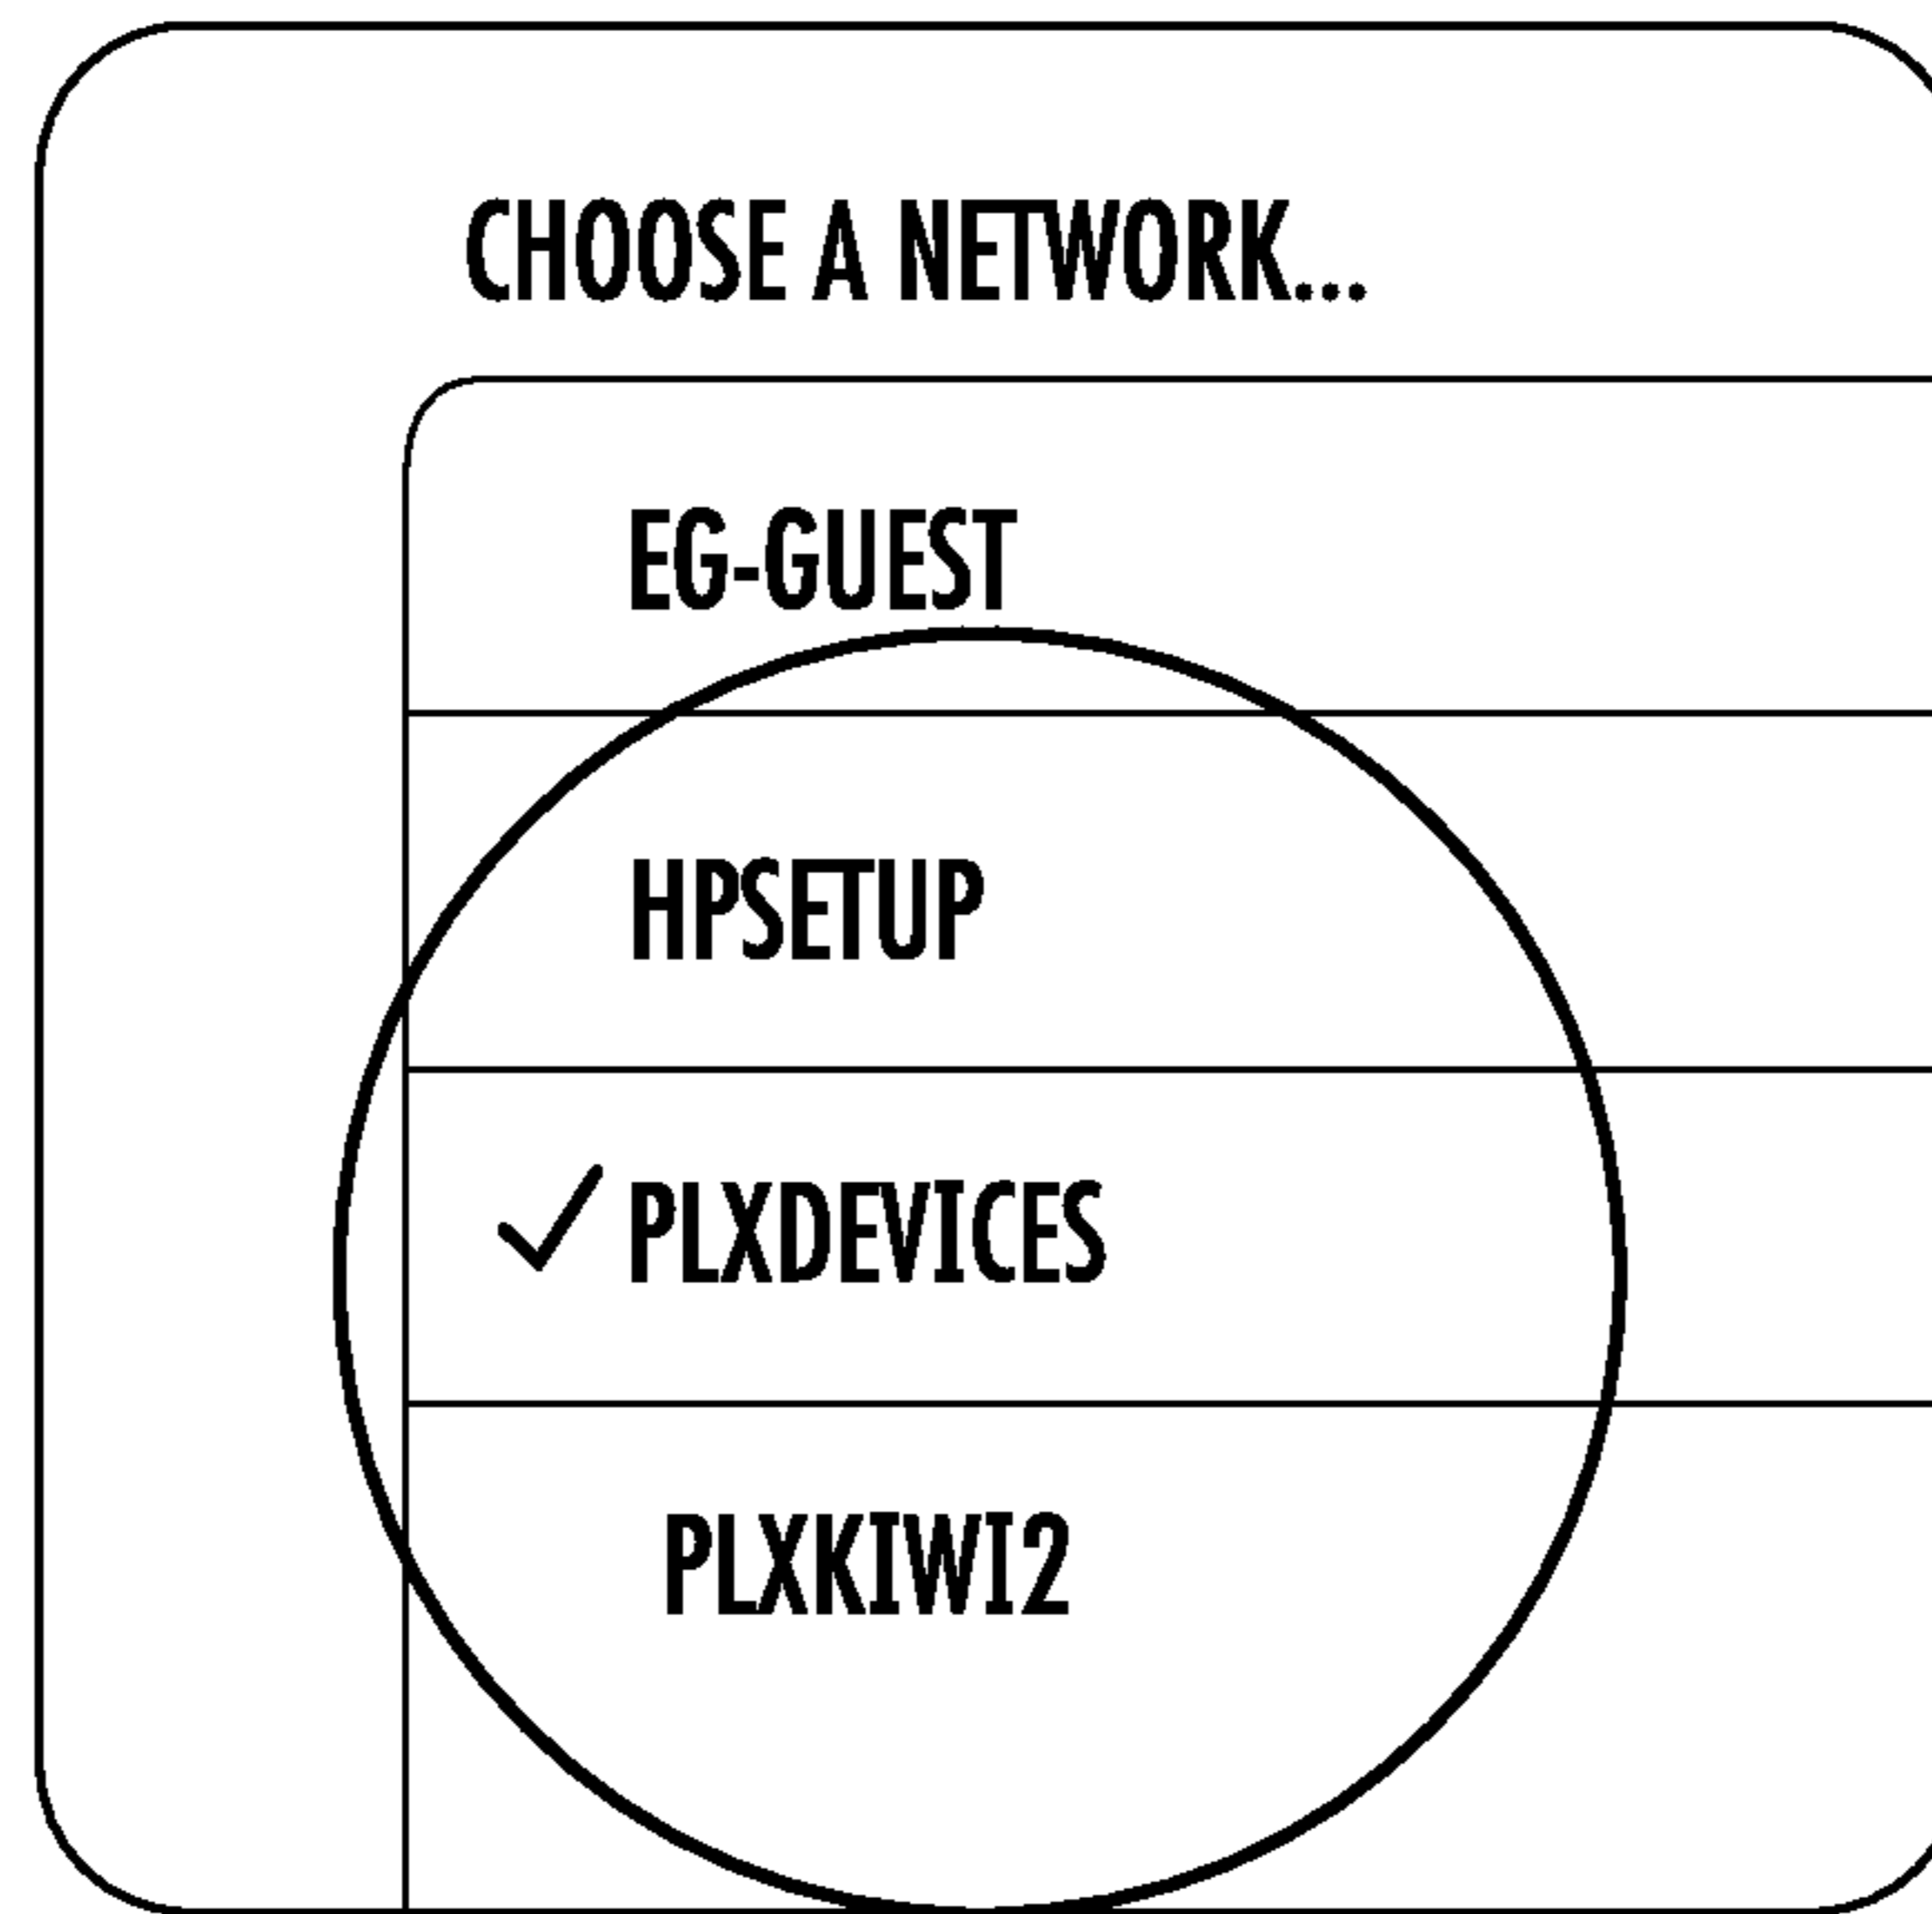 CHOOSE A NETWORK...
EG-GUEST
HPSETUP
✓ PLXDEVICES
PLXKIWI2